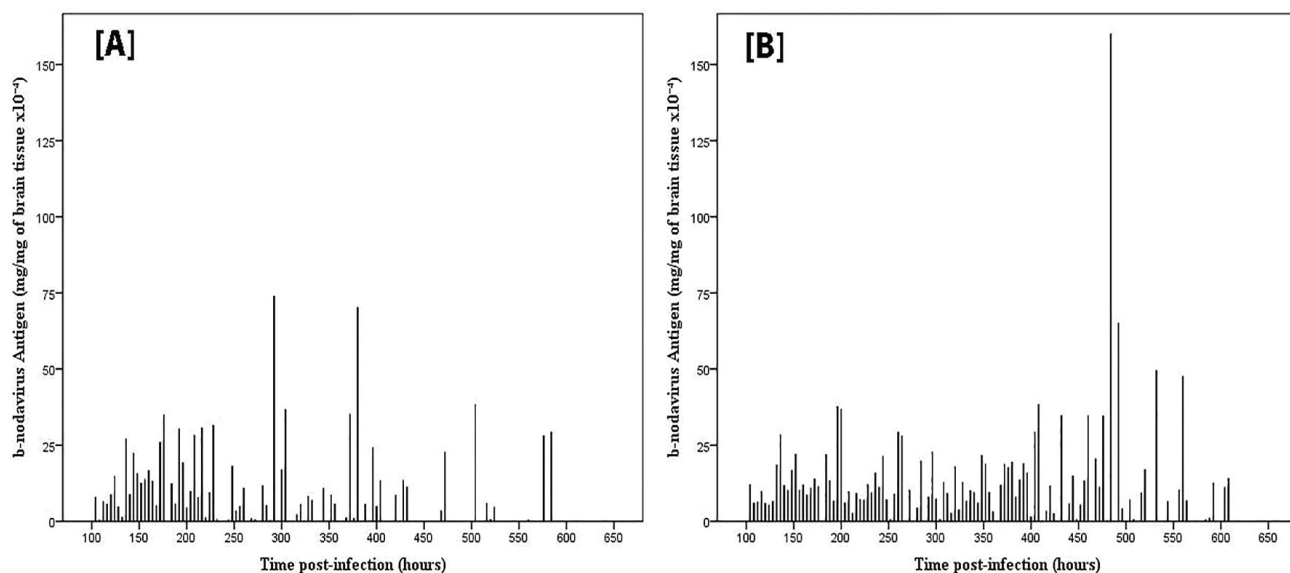 [A]
b-nodavirus Antigen (mg/mg of brain tissue x10⁻⁴)
150
125
100
75
50
25
0
100 150 200 250 300 350 400 450 500 550 600 650
Time post-infection (hours)
[B]
b-nodavirus Antigen (mg/mg of brain tissue x10⁻⁴)
150
125
100
75
50
25
0
100 150 200 250 300 350 400 450 500 550 600 650
Time post-infection (hours)